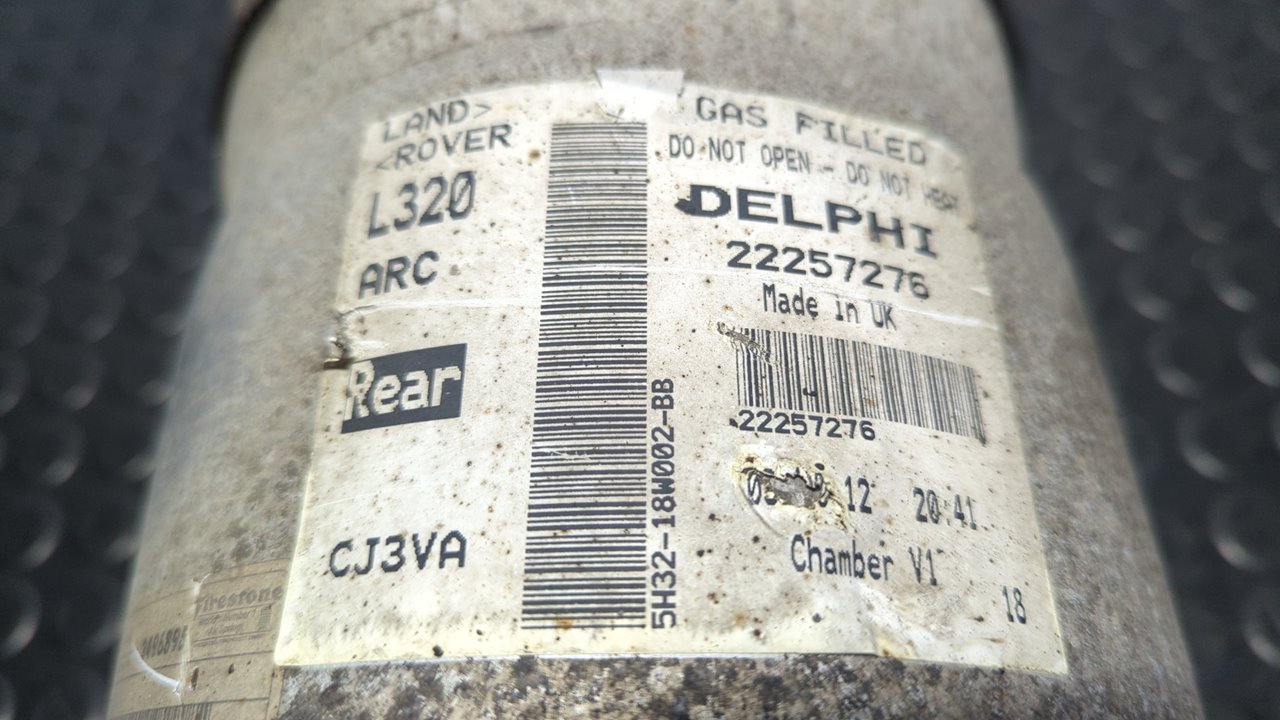 LAND>
<ROVER
L320
ARC
Rear
CJ3VA
5H32-18W002-BB
GAS FILLED
DO NOT OPEN - DO NOT HEAT
DELPHI
22257276
Made in UK
22257276
12 20:41
Chamber V1
18
Firestone